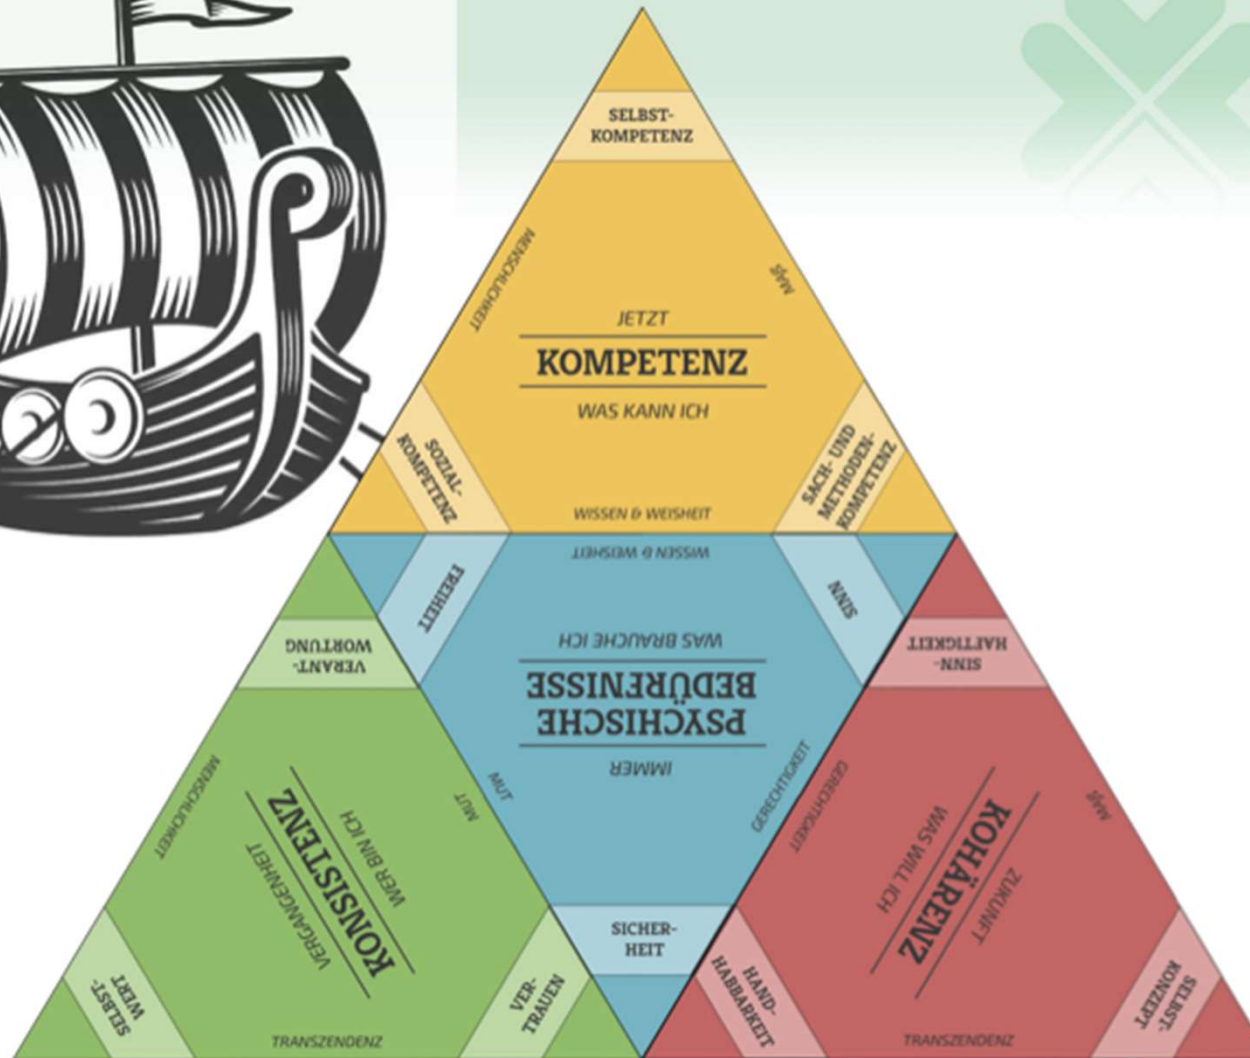 SELBST-
KOMPETENZ
MENSCHLICHKEIT
MAß
JETZT
KOMPETENZ
WAS KANN ICH
SOZIAL-
KOMPETENZ
SACH- UND
METHODEN-
KOMPETENZ
WISSEN & WEISHEIT
WISSEN & WEISHEIT
FREIHEIT
SINN
IMMER
PSYCHISCHE
BEDÜRFNISSE
WAS BRAUCHE ICH
MUT
GERECHTIGKEIT
SICHER-
HEIT
VERANT-
WORTUNG
MENSCHLICHKEIT
MUT
WER BIN ICH
KONSISTENZ
VERGANGENHEIT
SELBST-
WERT
VER-
TRAUEN
TRANSZENDENZ
SINN-
HAFTIGKEIT
GERECHTIGKEIT
MAß
WAS WILL ICH
KOHÄRENZ
ZUKUNFT
HAND-
HABBARKEIT
SELBST-
KONZEPT
TRANSZENDENZ